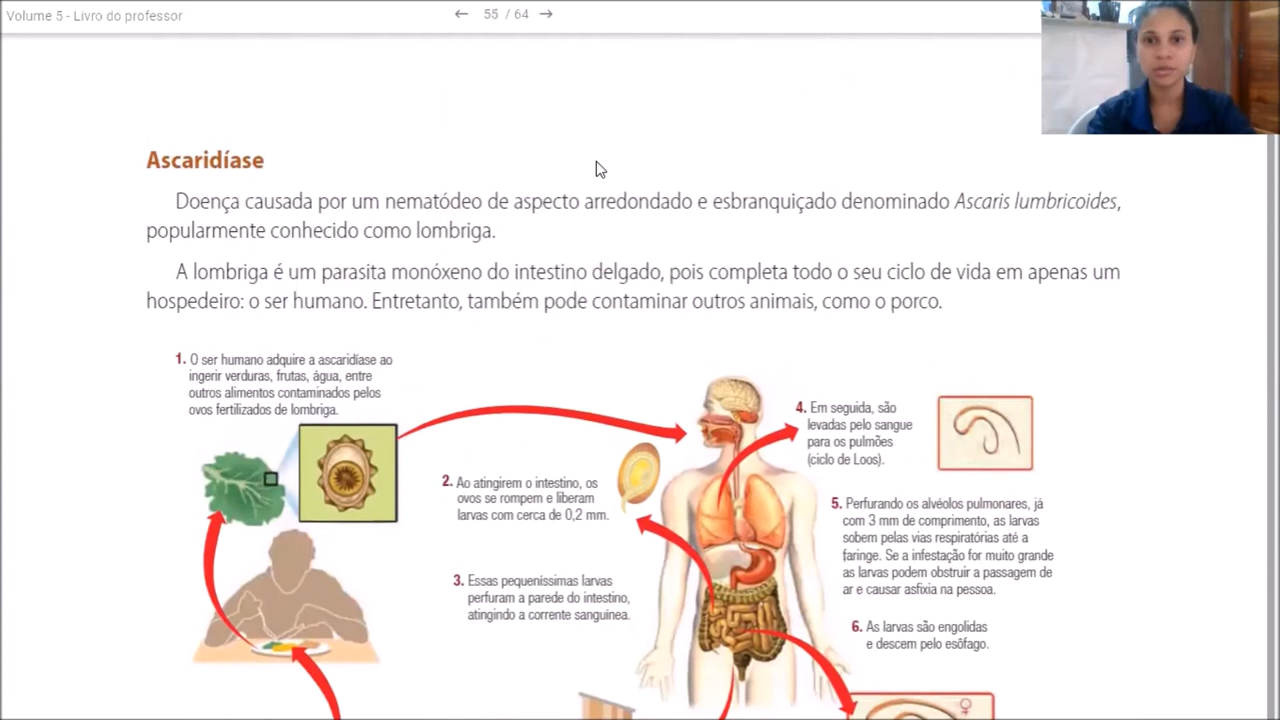 Volume 5 - Livro do professor
← 55 / 64 →
Ascaridíase
Doença causada por um nematódeo de aspecto arredondado e esbranquiçado denominado Ascaris lumbricoides,
popularmente conhecido como lombriga.
A lombriga é um parasita monóxeno do intestino delgado, pois completa todo o seu ciclo de vida em apenas um
hospedeiro: o ser humano. Entretanto, também pode contaminar outros animais, como o porco.
1. O ser humano adquire a ascaridíase ao
ingerir verduras, frutas, água, entre
outros alimentos contaminados pelos
ovos fertilizados de lombriga.
2. Ao atingirem o intestino, os
ovos se rompem e liberam
larvas com cerca de 0,2 mm.
3. Essas pequeníssimas larvas
perfuram a parede do intestino,
atingindo a corrente sanguínea.
4. Em seguida, são
levadas pelo sangue
para os pulmões
(ciclo de Loos).
5. Perfurando os alvéolos pulmonares, já
com 3 mm de comprimento, as larvas
sobem pelas vias respiratórias até a
faringe. Se a infestação for muito grande
as larvas podem obstruir a passagem de
ar e causar asfixia na pessoa.
6. As larvas são engolidas
e descem pelo esôfago.
♀